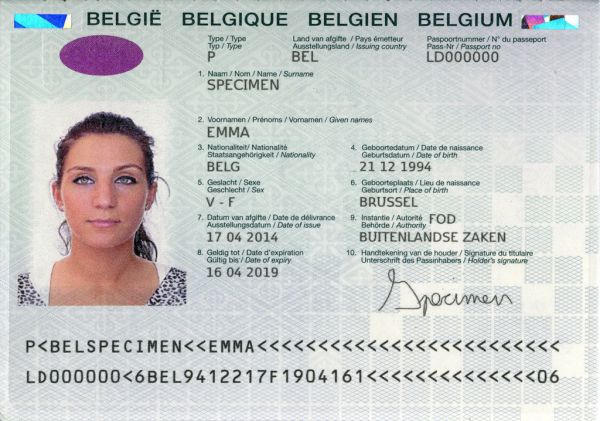 BELGIË BELGIQUE BELGIEN BELGIUM
Type / Type
Typ / Type
P
Land van afgifte / Pays émetteur
Ausstellungsland / Issuing country
BEL
Paspoortnummer / N° du passeport
Pass-Nr / Passport no
LD000000
1. Naam / Nom / Name / Surname
SPECIMEN
2. Voornamen / Prénoms / Vornamen / Given names
EMMA
3. Nationaliteit/ Nationalité
Staatsangehörigkeit / Nationality
BELG
4. Geboortedatum / Date de naissance
Geburtsdatum / Date of birth
21 12 1994
5. Geslacht / Sexe
Geschlecht / Sex
V - F
6. Geboorteplaats / Lieu de naissance
Geburtsort / Place of birth
BRUSSEL
7. Datum van afgifte / Date de délivrance
Ausstellungsdatum / Date of issue
17 04 2014
9. Instantie / Autorité FOD
Behörde / Authority
BUITENLANDSE ZAKEN
8. Geldig tot / Date d'expiration
Gültig bis / Date of expiry
16 04 2019
10. Handtekening van de houder / Signature du titulaire
Unterschrift des Passinhabers / Holder's signature
Specimen
P<BELSPECIMEN<<EMMA<<<<<<<<<<<<<<<<<<<<<<<<<
LD000000<6BEL9412217F1904161<<<<<<<<<<<<<<06